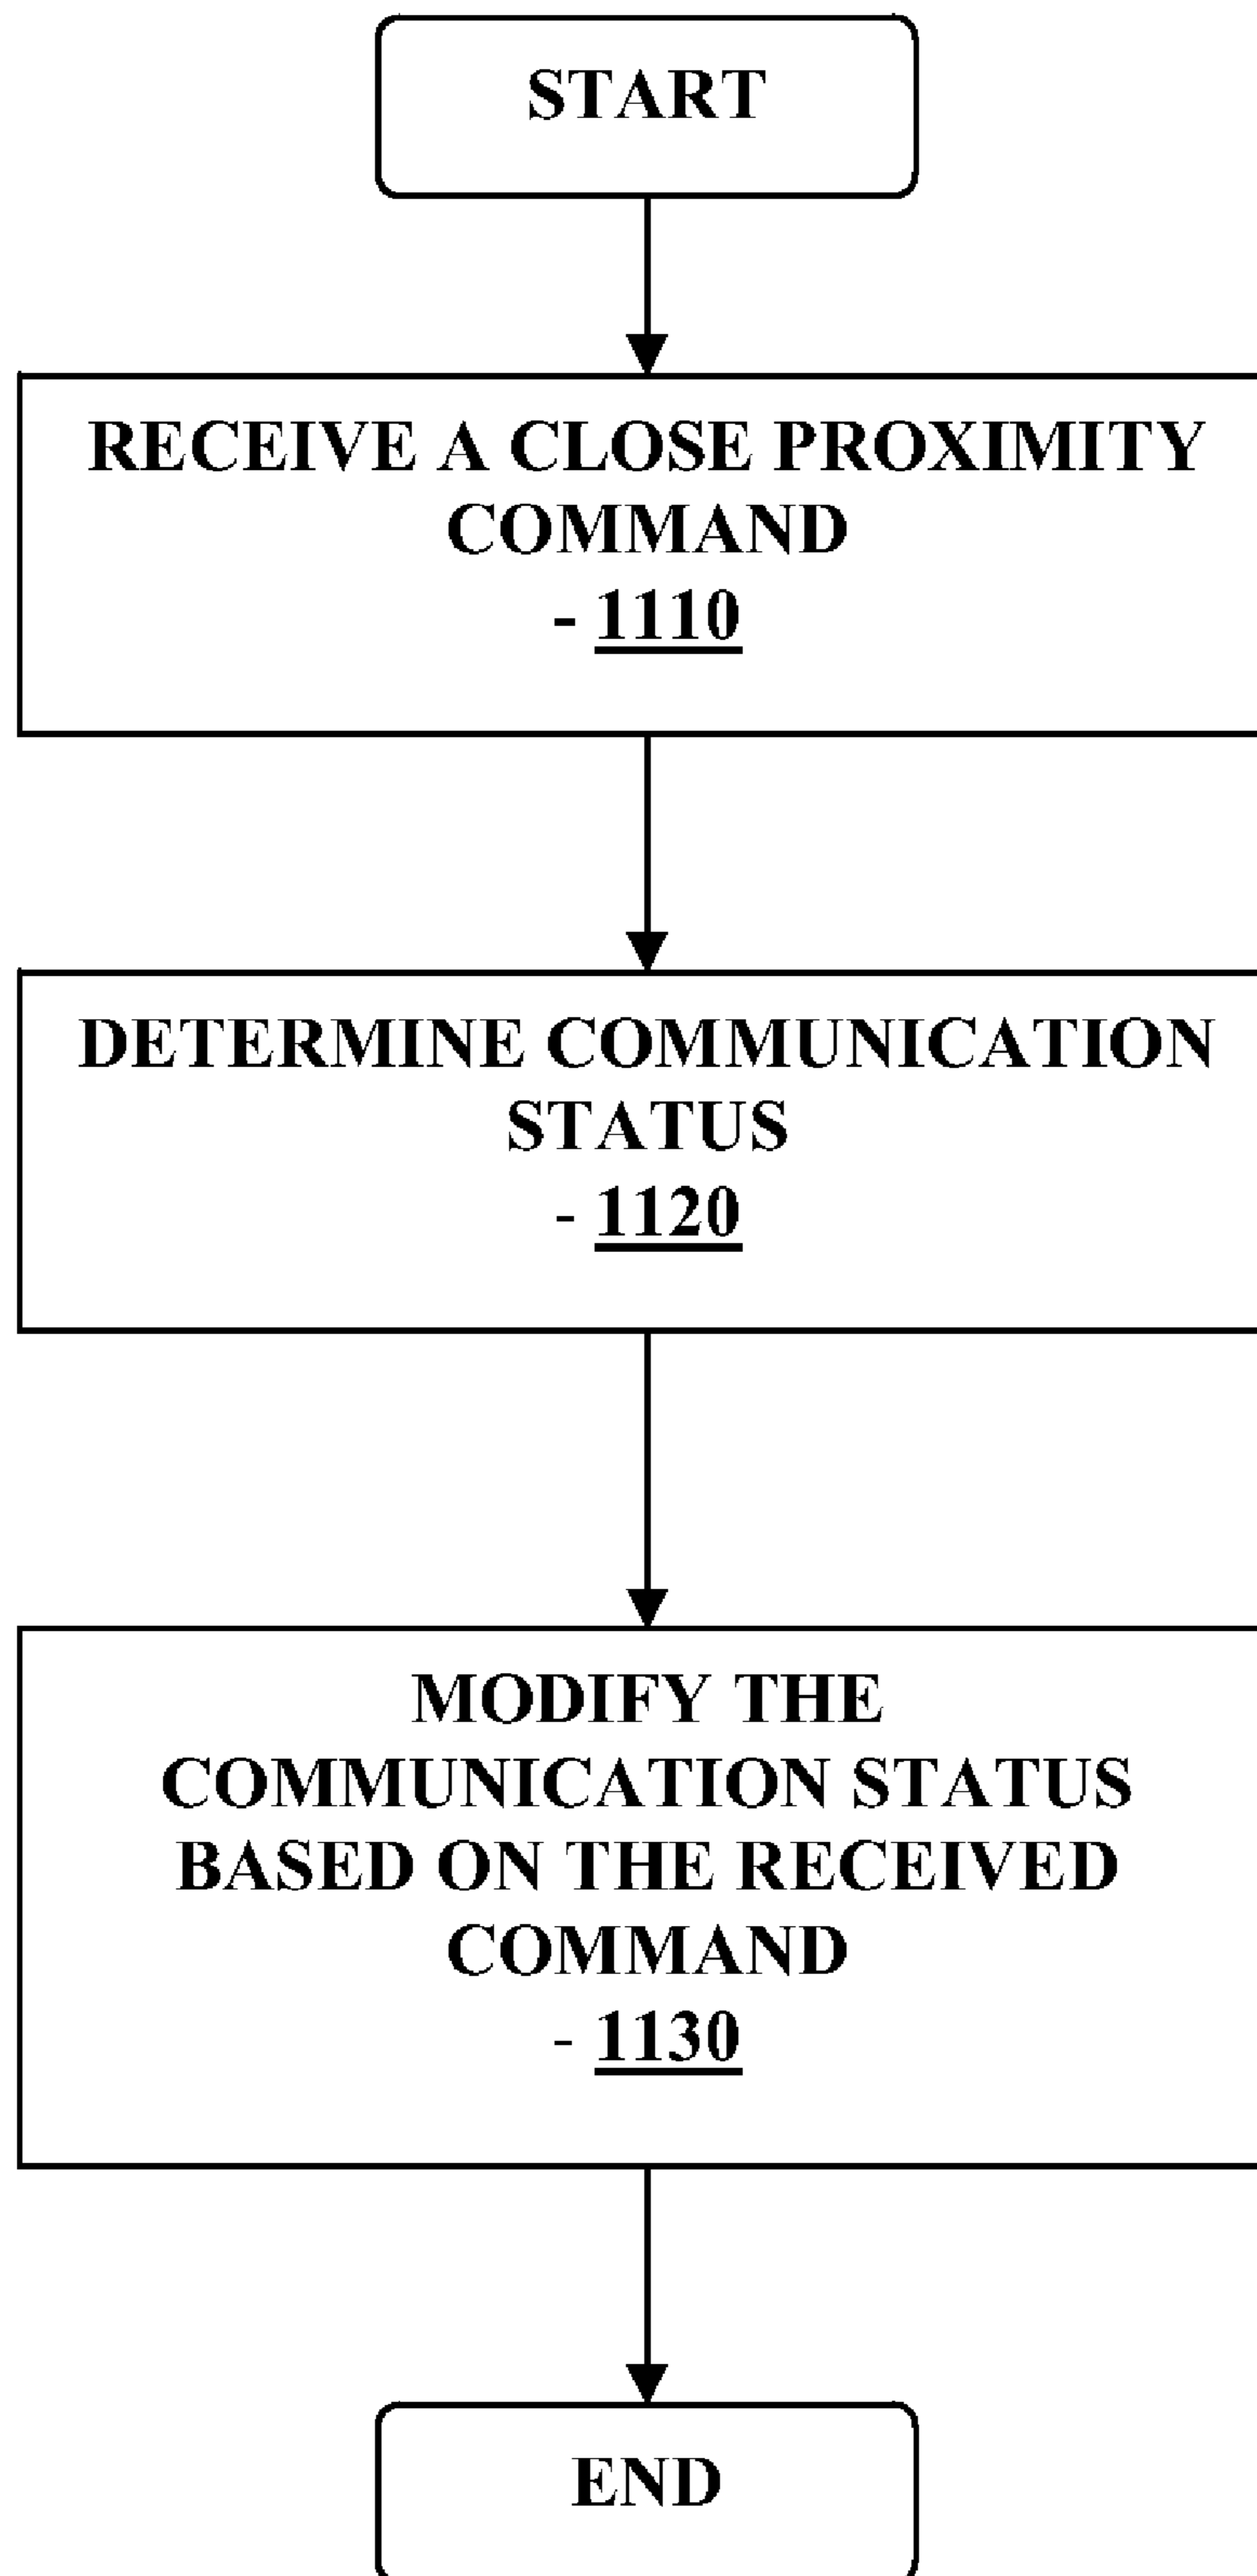 START
RECEIVE A CLOSE PROXIMITY
COMMAND
- 1110
DETERMINE COMMUNICATION
STATUS
- 1120
MODIFY THE
COMMUNICATION STATUS
BASED ON THE RECEIVED
COMMAND
- 1130
END